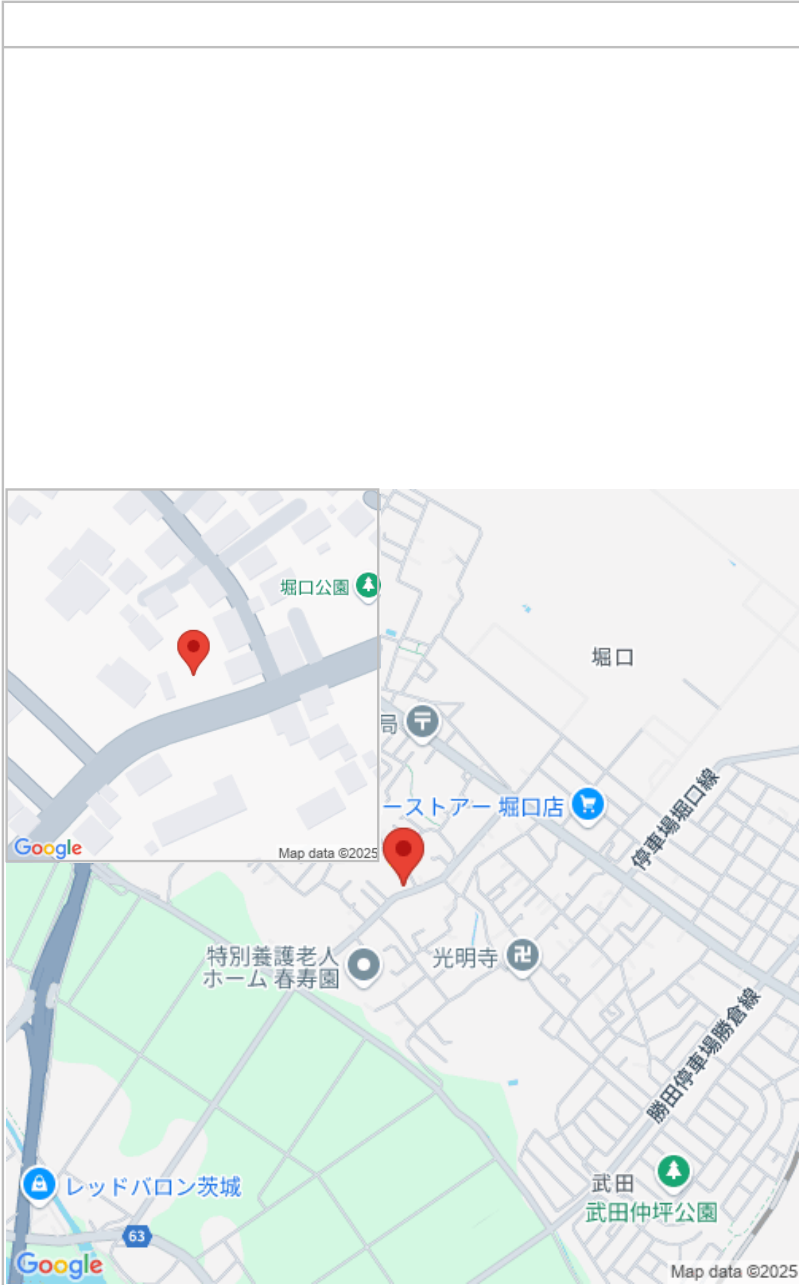 堀口公園
Google
Map data ©2025
堀口
局
ーストアー 堀口店
停車場堀口線
特別養護老人
ホーム 春寿園
光明寺
勝田停車場勝倉線
レッドバロン茨城
武田
武田仲坪公園
63
Google
Map data ©2025